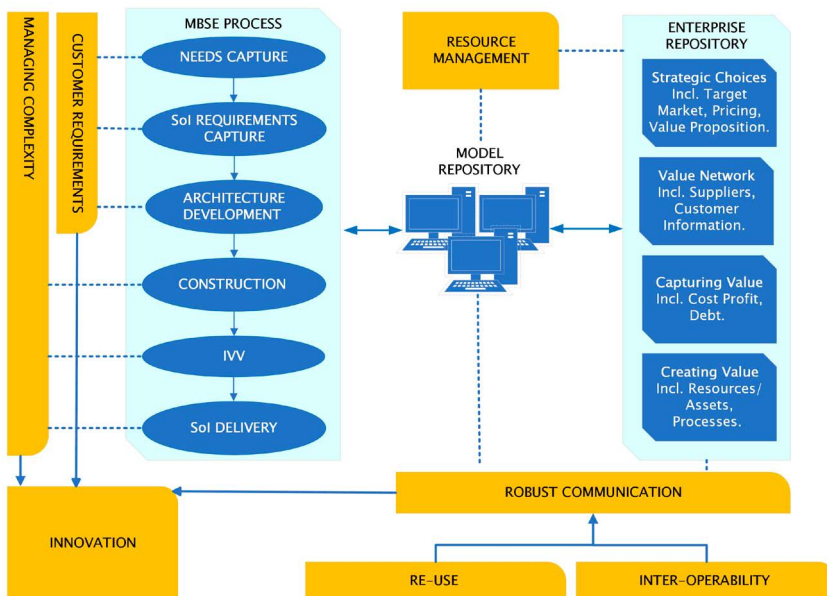 MANAGING COMPLEXITY
CUSTOMER REQUIREMENTS
MBSE PROCESS
NEEDS CAPTURE
SoI REQUIREMENTS
CAPTURE
ARCHITECTURE
DEVELOPMENT
CONSTRUCTION
IVV
SoI DELIVERY
RESOURCE
MANAGEMENT
MODEL
REPOSITORY
ENTERPRISE
REPOSITORY
Strategic Choices
Incl. Target
Market, Pricing,
Value Proposition.
Value Network
Incl. Suppliers,
Customer
Information.
Capturing Value
Incl. Cost Profit,
Debt.
Creating Value
Incl. Resources/
Assets,
Processes.
INNOVATION
ROBUST COMMUNICATION
RE-USE
INTER-OPERABILITY